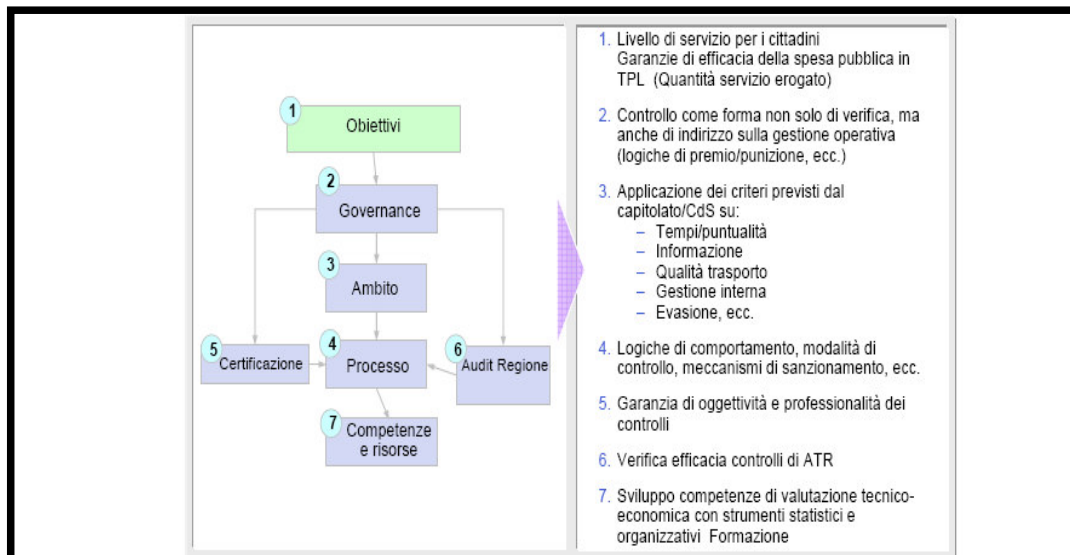 1
Obiettivi
2
Governance
3
Ambito
5
Certificazione
4
Processo
6
Audit Regione
7
Competenze
e risorse
1. Livello di servizio per i cittadini
Garanzie di efficacia della spesa pubblica in
TPL (Quantità servizio erogato)
2. Controllo come forma non solo di verifica, ma
anche di indirizzo sulla gestione operativa
(logiche di premio/punizione, ecc.)
3. Applicazione dei criteri previsti dal
capitolato/CdS su:
– Tempi/puntualità
– Informazione
– Qualità trasporto
– Gestione interna
– Evasione, ecc.
4. Logiche di comportamento, modalità di
controllo, meccanismi di sanzionamento, ecc.
5. Garanzia di oggettività e professionalità dei
controlli
6. Verifica efficacia controlli di ATR
7. Sviluppo competenze di valutazione tecnico-
economica con strumenti statistici e
organizzativi Formazione